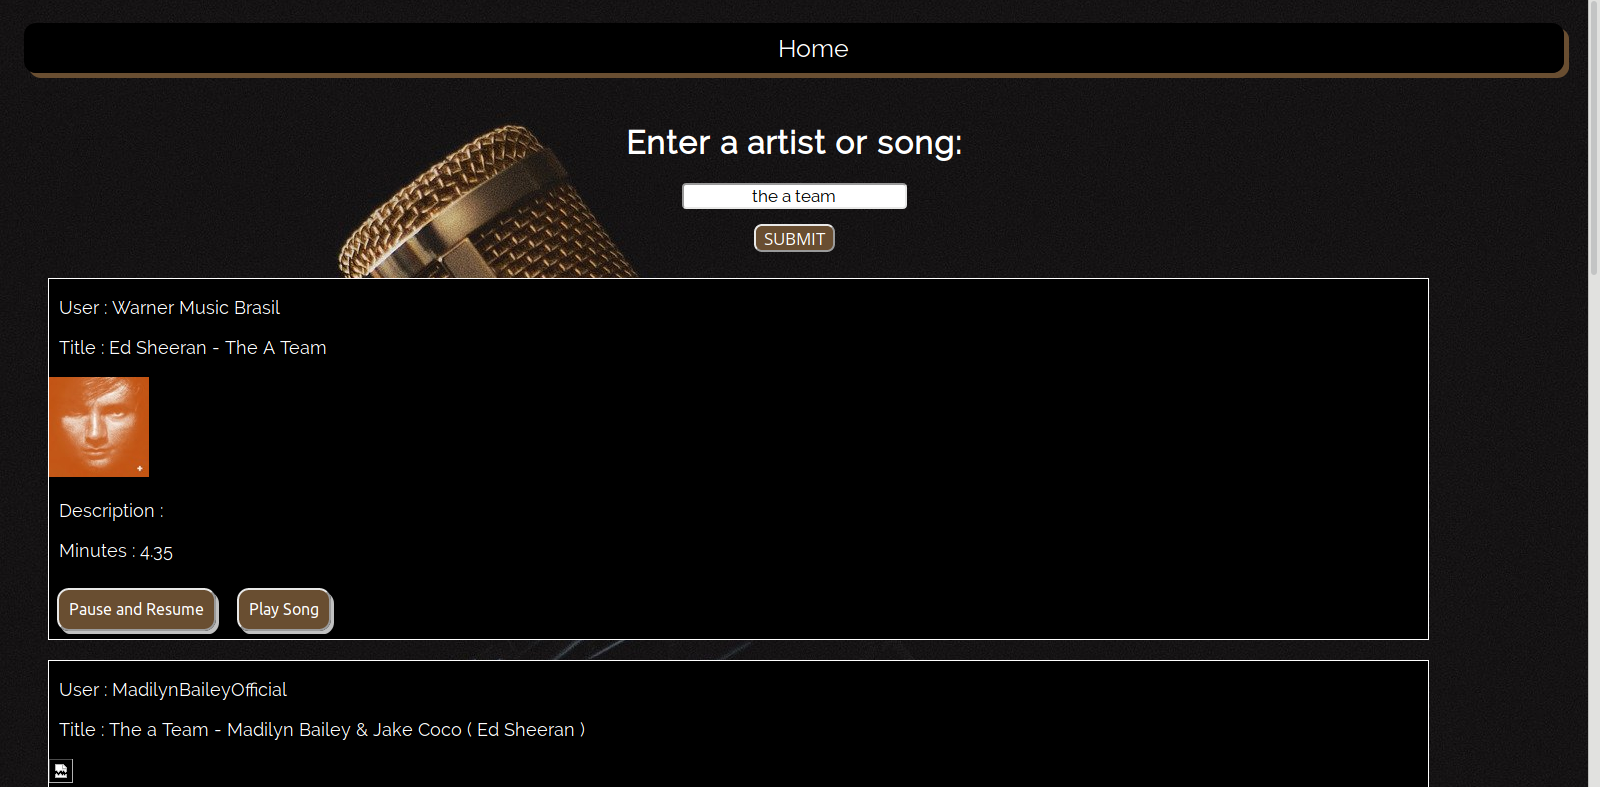 Home
Enter a artist or song:
the a team
SUBMIT
User : Warner Music Brasil
Title : Ed Sheeran - The A Team
+
Description :
Minutes : 4.35
Pause and Resume
Play Song
User : MadilynBaileyOfficial
Title : The a Team - Madilyn Bailey & Jake Coco ( Ed Sheeran )